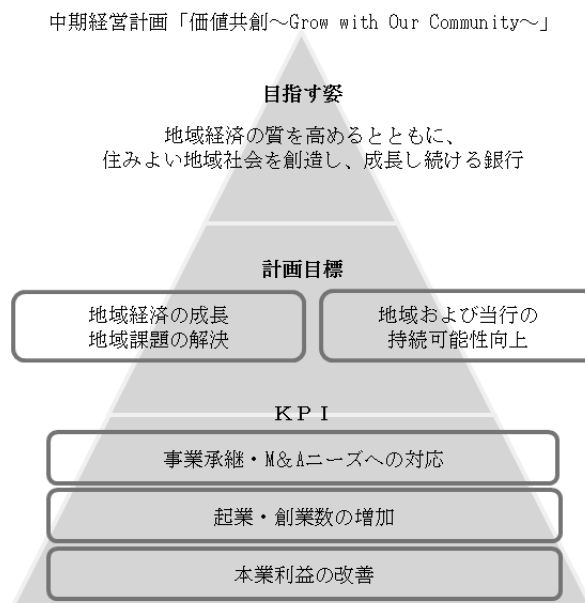 中期経営計画「価値共創～Grow with Our Community～」
目指す姿
地域経済の質を高めるとともに、
住みよい地域社会を創造し、成長し続ける銀行
計画目標
地域経済の成長
地域課題の解決
地域および当行の
持続可能性向上
ＫＰＩ
事業承継・M&Aニーズへの対応
起業・創業数の増加
本業利益の改善